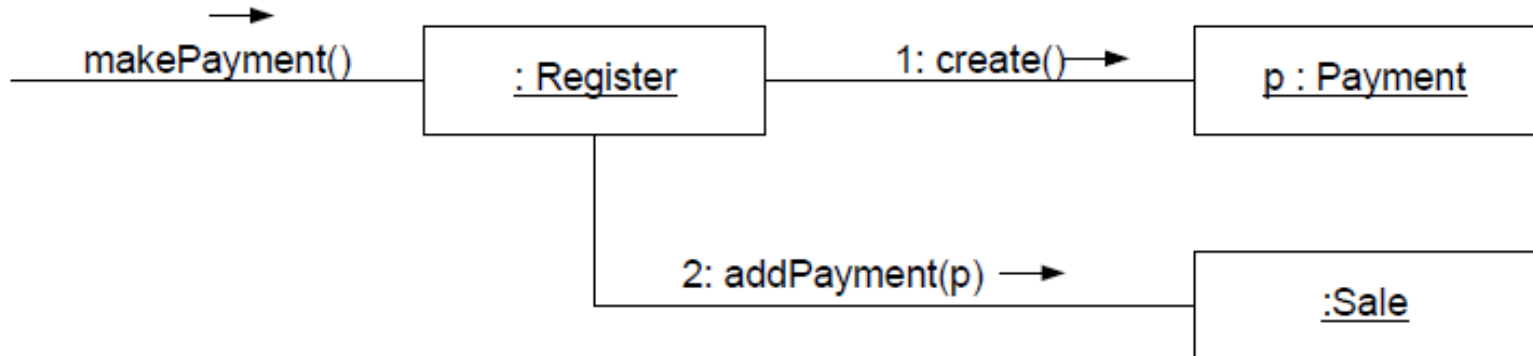 makePayment()
: Register
1: create()
p : Payment
2: addPayment(p)
:Sale